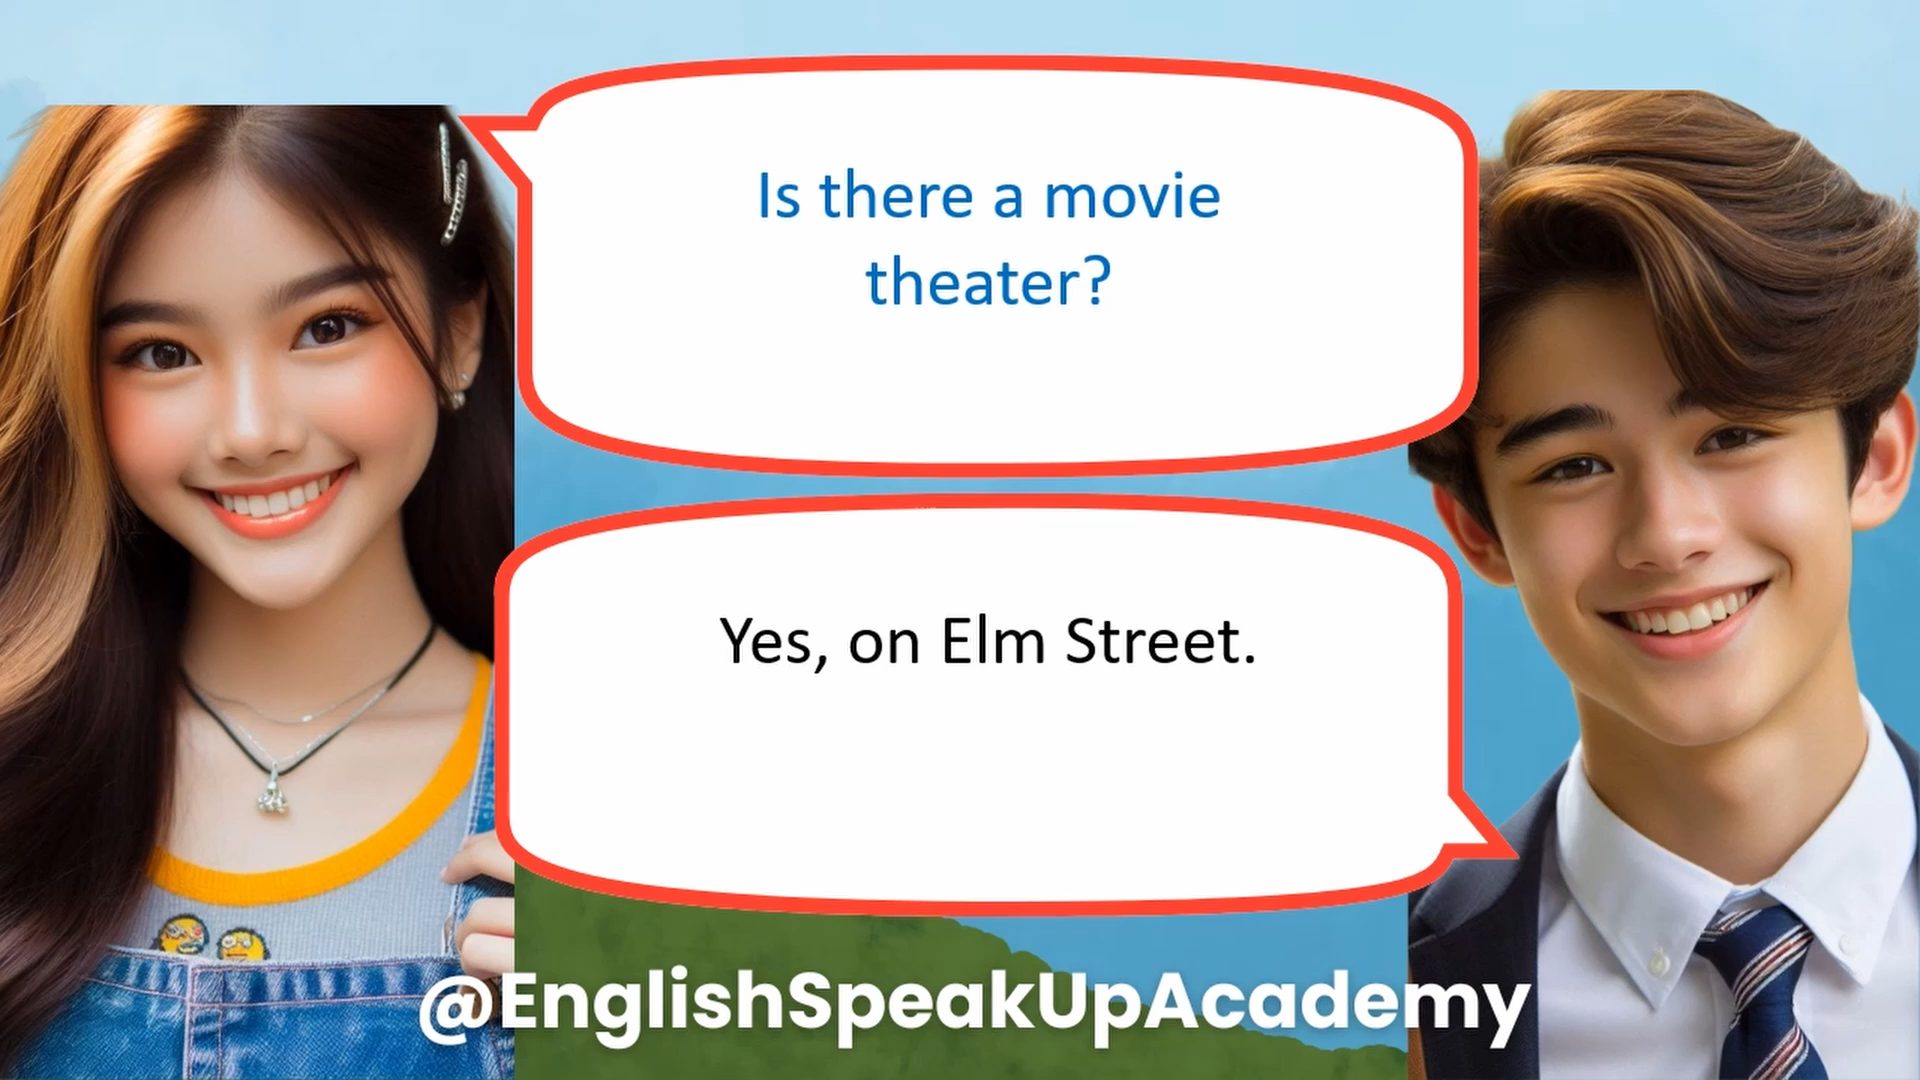 Is there a movie
theater?
Yes, on Elm Street.
@EnglishSpeakUpAcademy